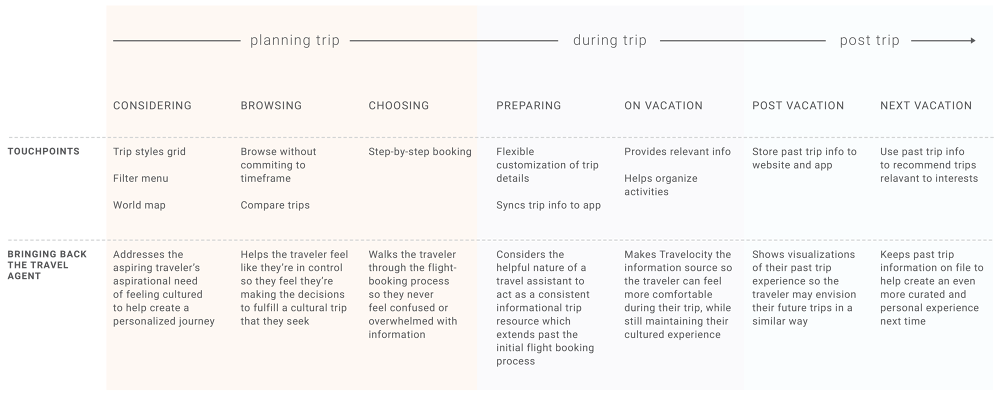 planning trip
during trip
post trip
CONSIDERING
BROWSING
CHOOSING
PREPARING
ON VACATION
POST VACATION
NEXT VACATION
TOUCHPOINTS
Trip styles grid
Filter menu
World map
Browse without
commiting to
timeframe
Compare trips
Step-by-step booking
Flexible
customization of trip
details
Syncs trip info to app
Provides relevant info
Helps organize
activities
Store past trip info to
website and app
Use past trip info
to recommend trips
relavant to interests
BRINGING BACK
THE TRAVEL
AGENT
Addresses the
aspiring traveler's
aspirational need
of feeling cultured
to help create a
personalized journey
Helps the traveler feel
like they're in control
so they feel they're
making the decisions
to fulfill a cultural trip
that they seek
Walks the traveler
through the flight-
booking process
so they never
feel confused or
overwhelmed with
information
Considers the
helpful nature of a
travel assistant to
act as a consistent
informational trip
resource which
extends past the
initial flight booking
process
Makes Travelocity the
information source so
the traveler can feel
more comfortable
during their trip, while
still maintaining their
cultured experience
Shows visualizations
of their past trip
experience so the
traveler may envision
their future trips in a
similar way
Keeps past trip
information on file to
help create an even
more curated and
personal experience
next time